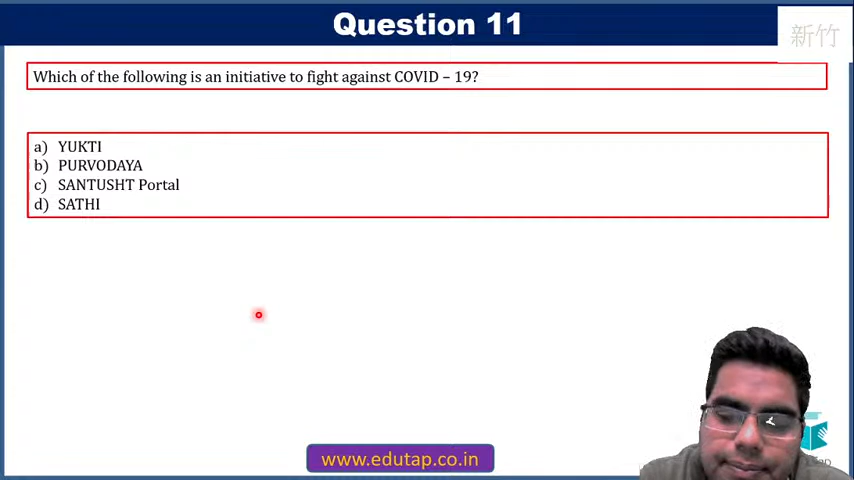 Question 11
新竹
Which of the following is an initiative to fight against COVID – 19?
a) YUKTI
b) PURVODAYA
c) SANTUSHT Portal
d) SATHI
www.edutap.co.in